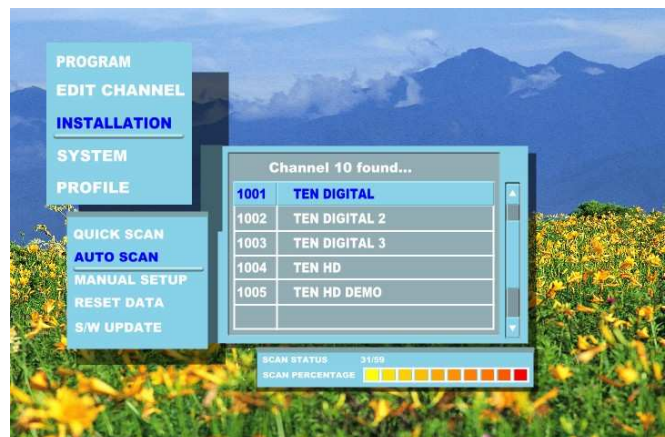 PROGRAM
EDIT CHANNEL
INSTALLATION
SYSTEM
PROFILE
QUICK SCAN
AUTO SCAN
MANUAL SETUP
RESET DATA
S/W UPDATE
Channel 10 found...
1001 TEN DIGITAL
1002 TEN DIGITAL 2
1003 TEN DIGITAL 3
1004 TEN HD
1005 TEN HD DEMO
SCAN STATUS 31/59
SCAN PERCENTAGE